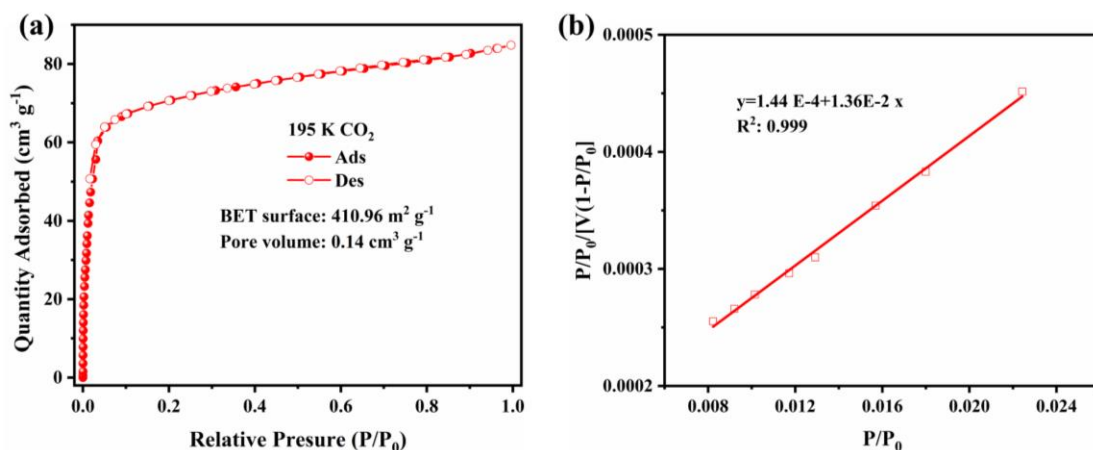 (a)
Quantity Adsorbed (cm³ g⁻¹)
80
60
40
20
0
195 K CO₂
Ads
Des
BET surface: 410.96 m² g⁻¹
Pore volume: 0.14 cm³ g⁻¹
0.0 0.2 0.4 0.6 0.8 1.0
Relative Presure (P/P₀)
(b)
P/P₀/[V(1-P/P₀]
0.0005
0.0004
0.0003
0.0002
y=1.44 E-4+1.36E-2 x
R²: 0.999
0.008 0.012 0.016 0.020 0.024
P/P₀